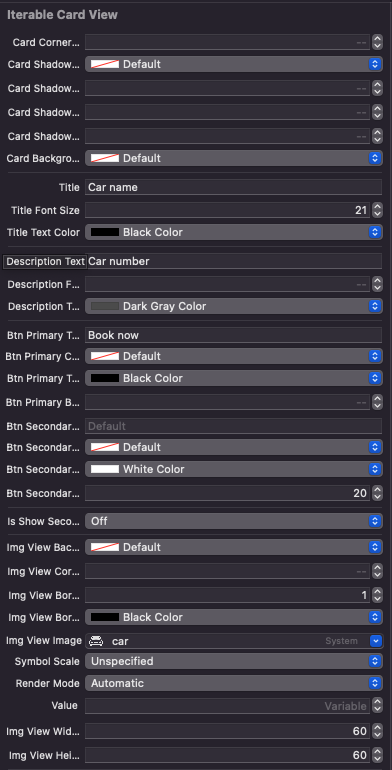 Iterable Card View
Card Corner... --
Card Shadow... Default
Card Shadow... --
Card Shadow... --
Card Shadow... --
Card Backgro... Default
Title Car name
Title Font Size 21
Title Text Color Black Color
Description Text Car number
Description F... --
Description T... Dark Gray Color
Btn Primary T... Book now
Btn Primary C... Default
Btn Primary T... Black Color
Btn Primary B... --
Btn Secondar... Default
Btn Secondar... Default
Btn Secondar... White Color
Btn Secondar... 20
Is Show Seco... Off
Img View Bac... Default
Img View Cor... --
Img View Bor... 1
Img View Bor... Black Color
Img View Image car System
Symbol Scale Unspecified
Render Mode Automatic
Value Variable
Img View Wid... 60
Img View Hei... 60